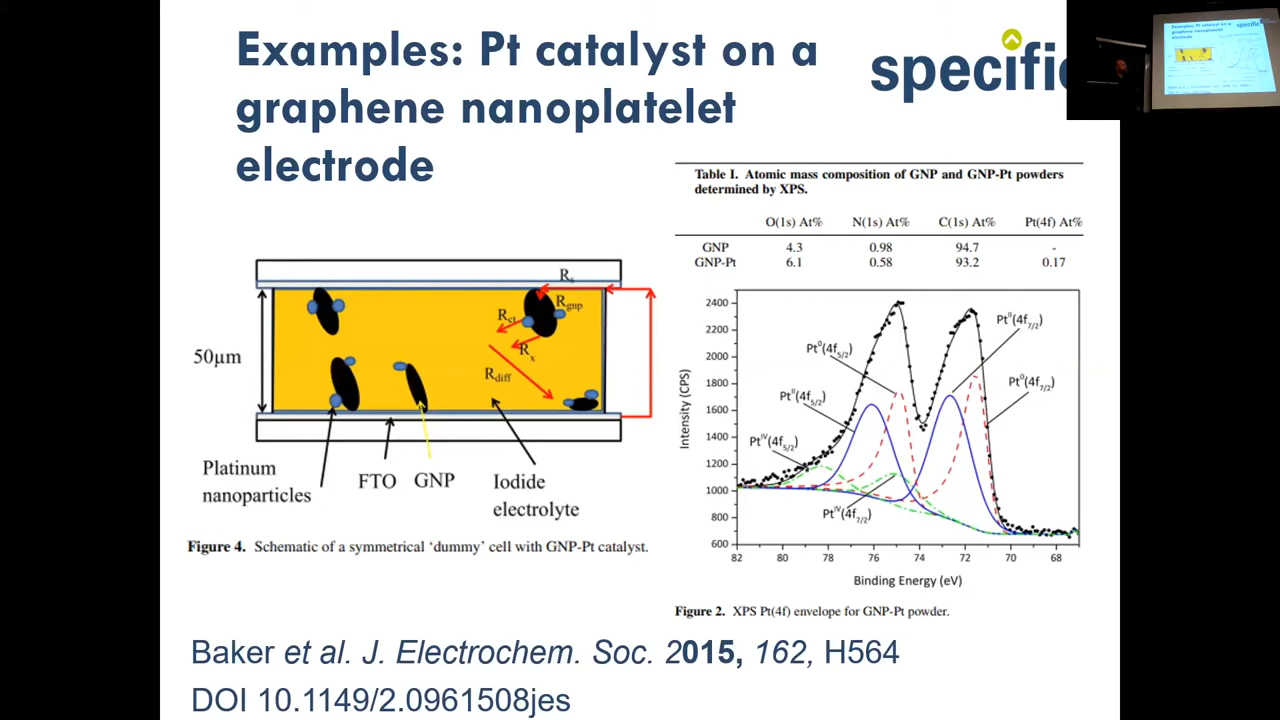 Examples: Pt catalyst on a
graphene nanoplatelet
electrode
specific
Table I. Atomic mass composition of GNP and GNP-Pt powders
determined by XPS.
O(1s) At% N(1s) At% C(1s) At% Pt(4f) At%
GNP 4.3 0.98 94.7 -
GNP-Pt 6.1 0.58 93.2 0.17
50µm
Rs
Rgnp
Rct
Rx
Rdiff
Platinum
nanoparticles
FTO
GNP
Iodide
electrolyte
Figure 4. Schematic of a symmetrical 'dummy' cell with GNP-Pt catalyst.
Intensity (CPS)
2400
2200
2000
1800
1600
1400
1200
1000
800
600
Pt0(4f5/2)
PtII(4f5/2)
PtIV(4f5/2)
PtIV(4f7/2)
PtII(4f7/2)
Pt0(4f7/2)
82 80 78 76 74 72 70 68
Binding Energy (eV)
Figure 2. XPS Pt(4f) envelope for GNP-Pt powder.
Baker et al. J. Electrochem. Soc. 2015, 162, H564
DOI 10.1149/2.0961508jes